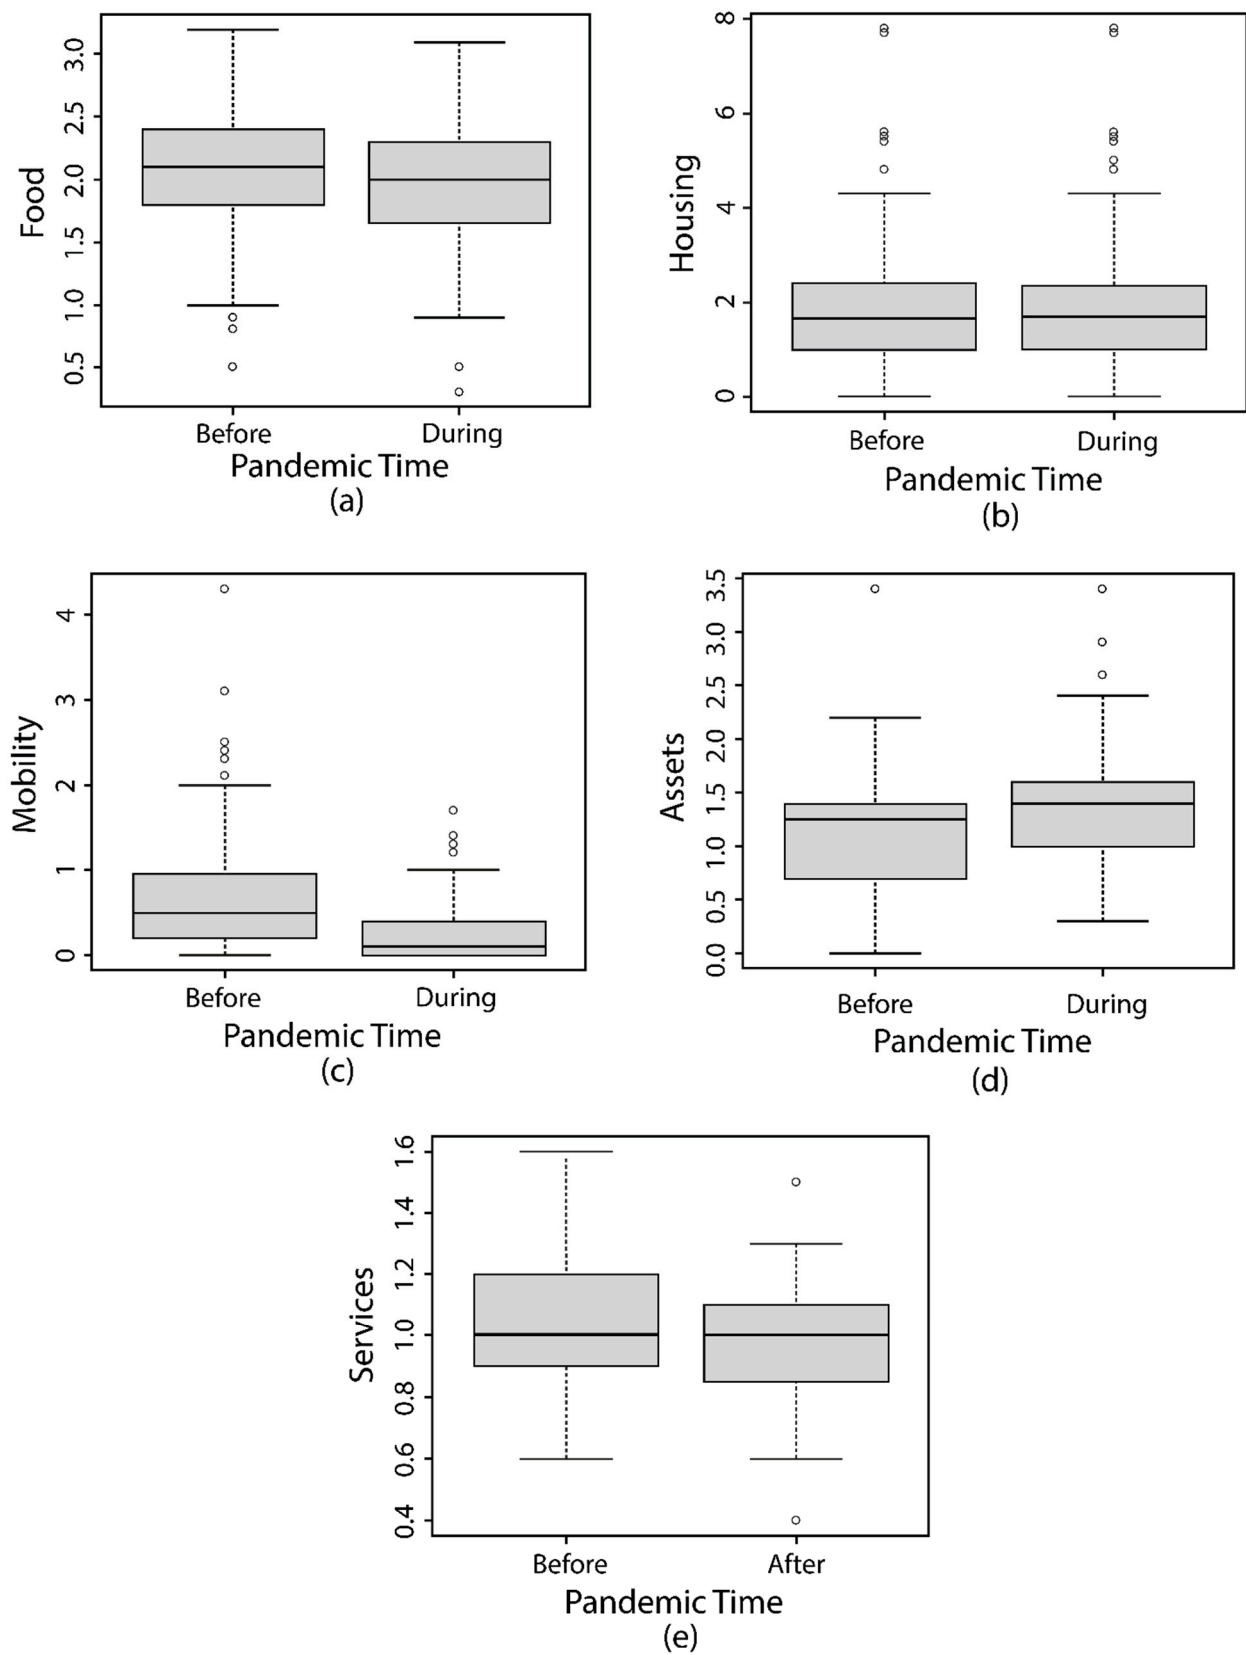 Food
3.0
2.5
2.0
1.5
1.0
0.5
Before During
Pandemic Time
(a)
Housing
8
6
4
2
0
Before During
Pandemic Time
(b)
Mobility
4
3
2
1
0
Before During
Pandemic Time
(c)
Assets
3.5
3.0
2.5
2.0
1.5
1.0
0.5
0.0
Before During
Pandemic Time
(d)
Services
1.6
1.4
1.2
1.0
0.8
0.6
0.4
Before After
Pandemic Time
(e)